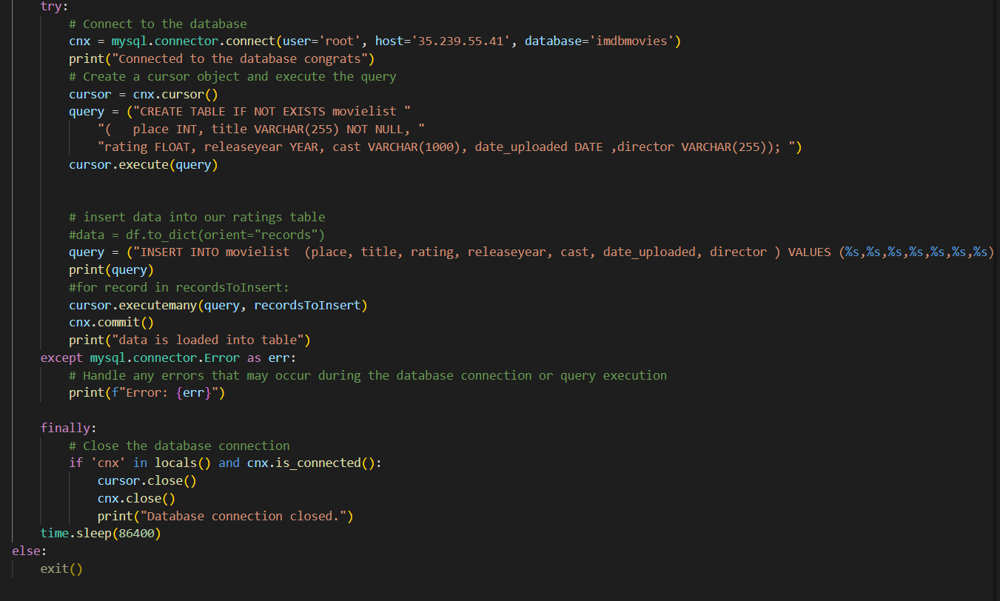 try:
# Connect to the database
cnx = mysql.connector.connect(user='root', host='35.239.55.41', database='imdbmovies')
print("Connected to the database congrats")
# Create a cursor object and execute the query
cursor = cnx.cursor()
query = ("CREATE TABLE IF NOT EXISTS movielist "
"(   place INT, title VARCHAR(255) NOT NULL, "
"rating FLOAT, releaseyear YEAR, cast VARCHAR(1000), date_uploaded DATE ,director VARCHAR(255)); ")
cursor.execute(query)
# insert data into our ratings table
#data = df.to_dict(orient="records")
query = ("INSERT INTO movielist  (place, title, rating, releaseyear, cast, date_uploaded, director ) VALUES (%s,%s,%s,%s,%s,%s,%s)
print(query)
#for record in recordsToInsert:
cursor.executemany(query, recordsToInsert)
cnx.commit()
print("data is loaded into table")
except mysql.connector.Error as err:
# Handle any errors that may occur during the database connection or query execution
print(f"Error: {err}")
finally:
# Close the database connection
if 'cnx' in locals() and cnx.is_connected():
cursor.close()
cnx.close()
print("Database connection closed.")
time.sleep(86400)
else:
exit()